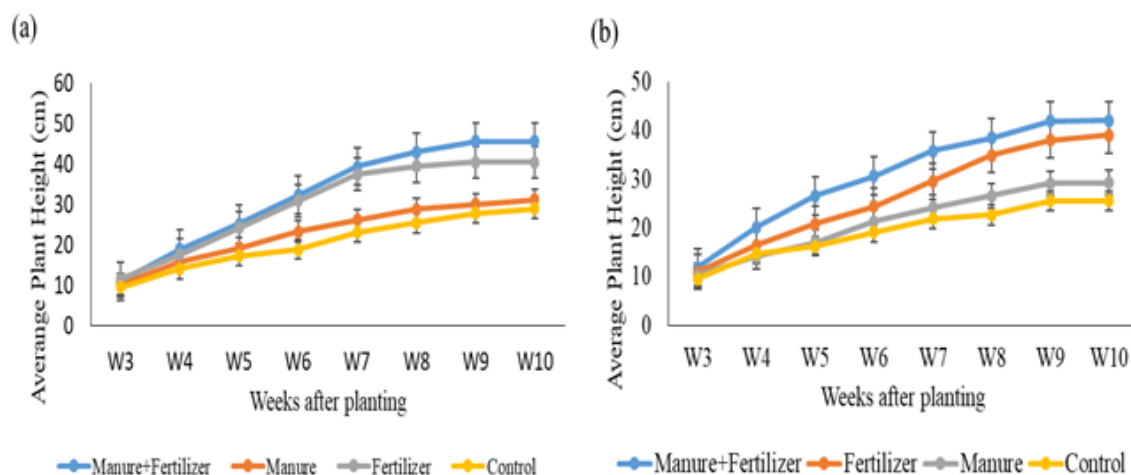 (a)
Averange Plant Height (cm)
60
50
40
30
20
10
0
W3 W4 W5 W6 W7 W8 W9 W10
Weeks after planting
Manure+Fertilizer Manure Fertilizer Control
(b)
Average Plant Height (cm)
50
40
30
20
10
0
W3 W4 W5 W6 W7 W8 W9 W10
Weeks after planting
Manure+Fertilizer Fertilizer Manure Control